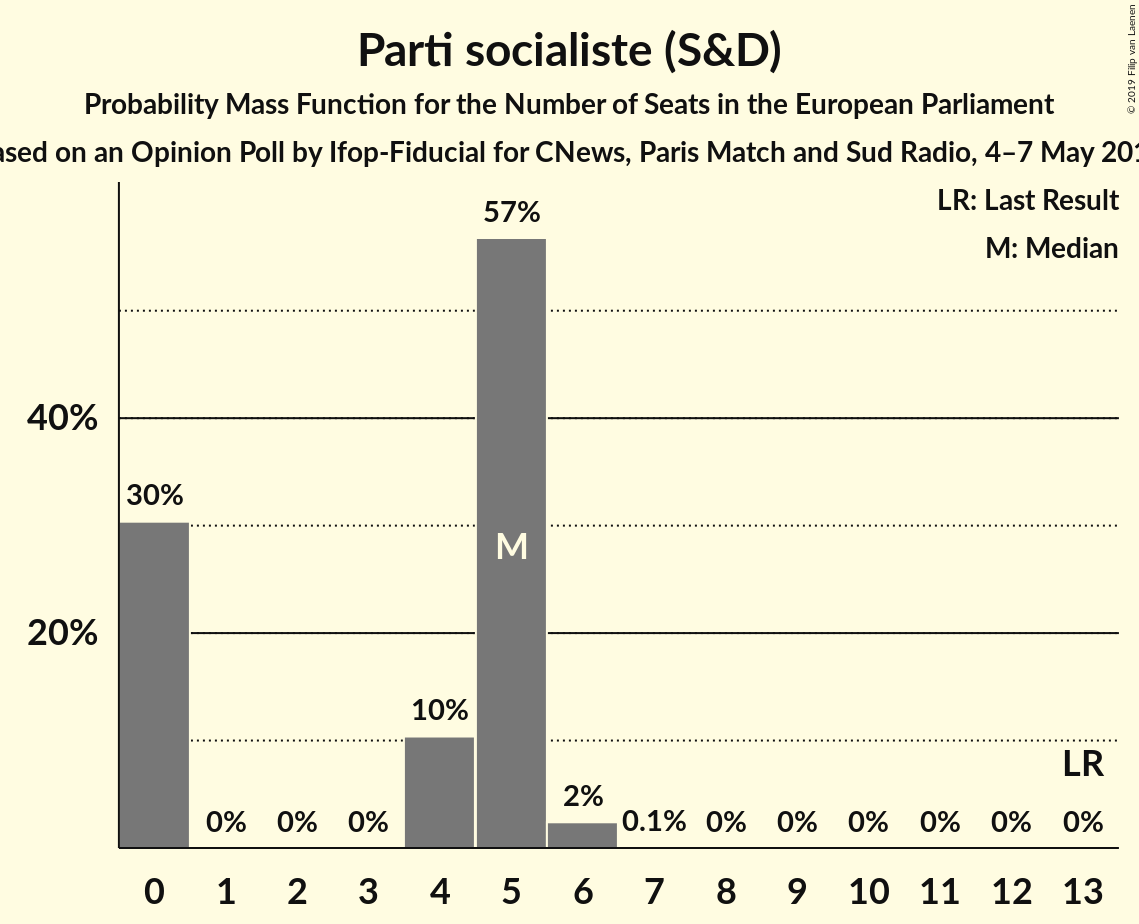 Parti socialiste (S&D)
Probability Mass Function for the Number of Seats in the European Parliament
ased on an Opinion Poll by Ifop-Fiducial for CNews, Paris Match and Sud Radio, 4–7 May 201
© 2019 Filip van Laenen
LR: Last Result
M: Median
57%
40%
30%
M
20%
10%
LR
2%
0% 0% 0% 0.1% 0% 0% 0% 0% 0% 0%
0 1 2 3 4 5 6 7 8 9 10 11 12 13